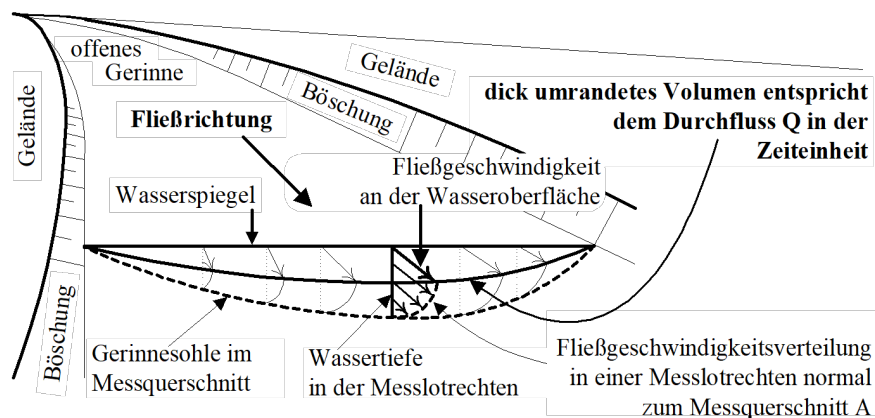 offenes
Gerinne
Gelände
Gelände
Böschung
Fließrichtung
dick umrandetes Volumen entspricht
dem Durchfluss Q in der
Zeiteinheit
Fließgeschwindigkeit
an der Wasseroberfläche
Wasserspiegel
Böschung
Gerinnesohle im
Messquerschnitt
Wassertiefe
in der Messlotrechten
Fließgeschwindigkeitsverteilung
in einer Messlotrechten normal
zum Messquerschnitt A